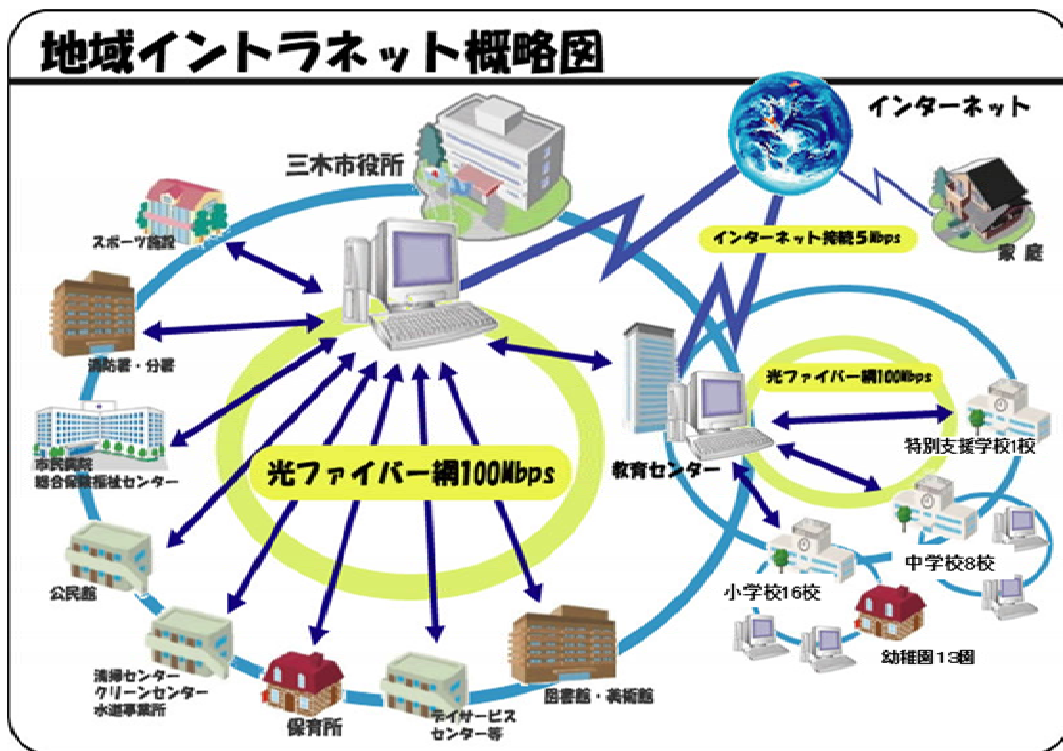 地域イントラネット概略図
インターネット
三木市役所
スポーツ施設
インターネット接続5Mbps
家庭
消防署・分署
光ファイバー網100Mbps
特別支援学校1校
市民病院
総合保険福祉センター
光ファイバー網100Mbps
教育センター
中学校8校
小学校16校
公民館
幼稚園13園
清掃センター
クリーンセンター
水道事業所
保育所
デイサービス
センター等
図書館・美術館